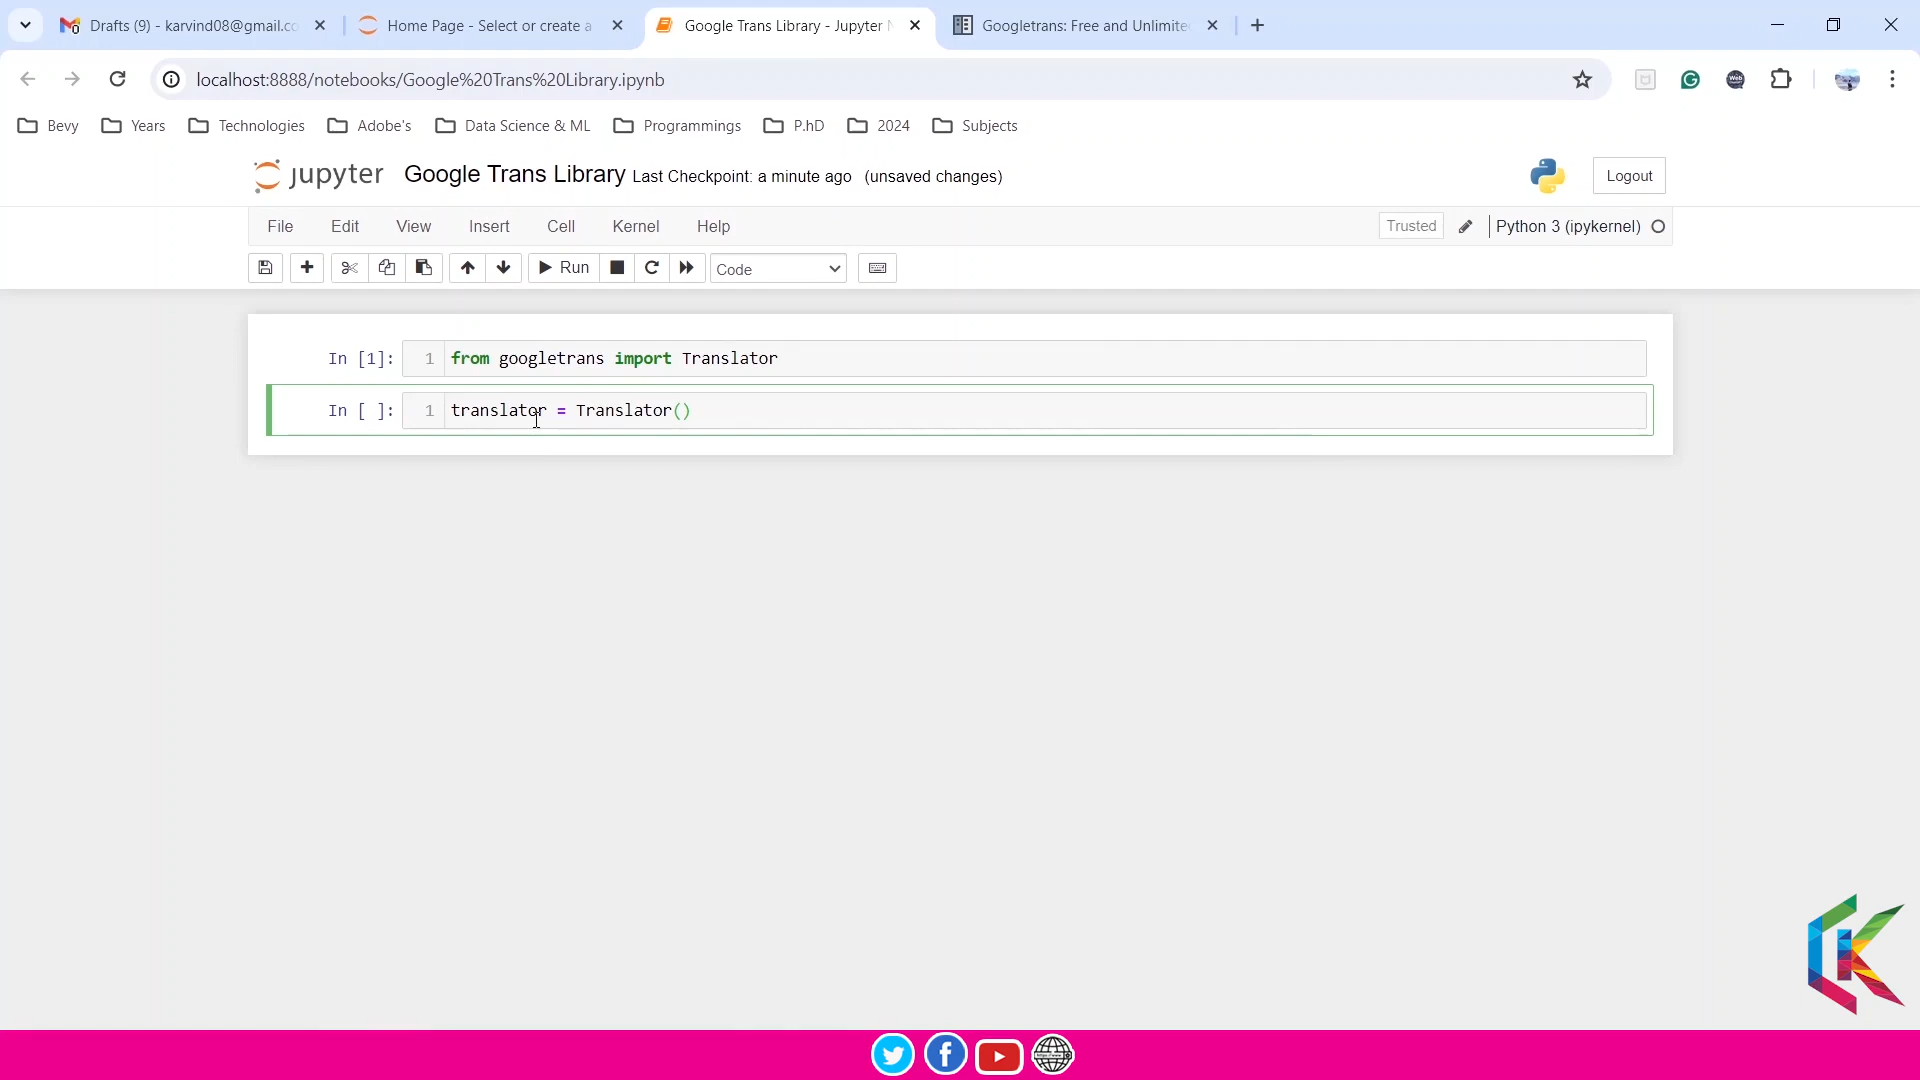 Drafts (9) - karvind08@gmail.co
Home Page - Select or create a
Google Trans Library - Jupyter N
Googletrans: Free and Unlimite
localhost:8888/notebooks/Google%20Trans%20Library.ipynb
Bevy Years Technologies Adobe's Data Science & ML Programmings P.hD 2024 Subjects
jupyter Google Trans Library Last Checkpoint: a minute ago (unsaved changes)
Logout
File Edit View Insert Cell Kernel Help
Trusted Python 3 (ipykernel)
Run Code
In [1]: 1 from googletrans import Translator
In [ ]: 1 translator = Translator()